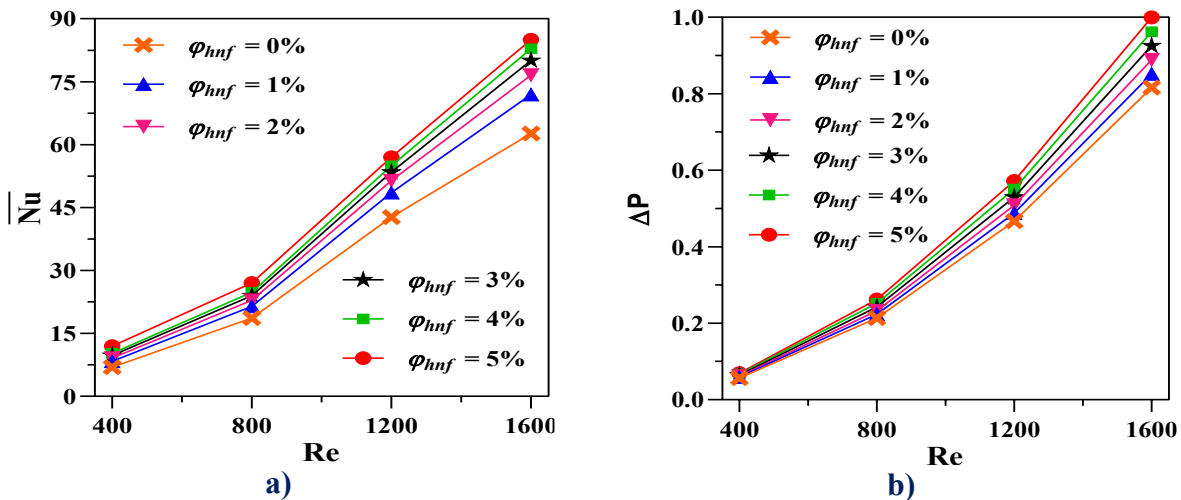 90
75
60
45
30
15
0
Nu
φhnf = 0%
φhnf = 1%
φhnf = 2%
φhnf = 3%
φhnf = 4%
φhnf = 5%
400 800 1200 1600
Re
a)
1.0
0.8
0.6
0.4
0.2
0.0
ΔP
φhnf = 0%
φhnf = 1%
φhnf = 2%
φhnf = 3%
φhnf = 4%
φhnf = 5%
400 800 1200 1600
Re
b)